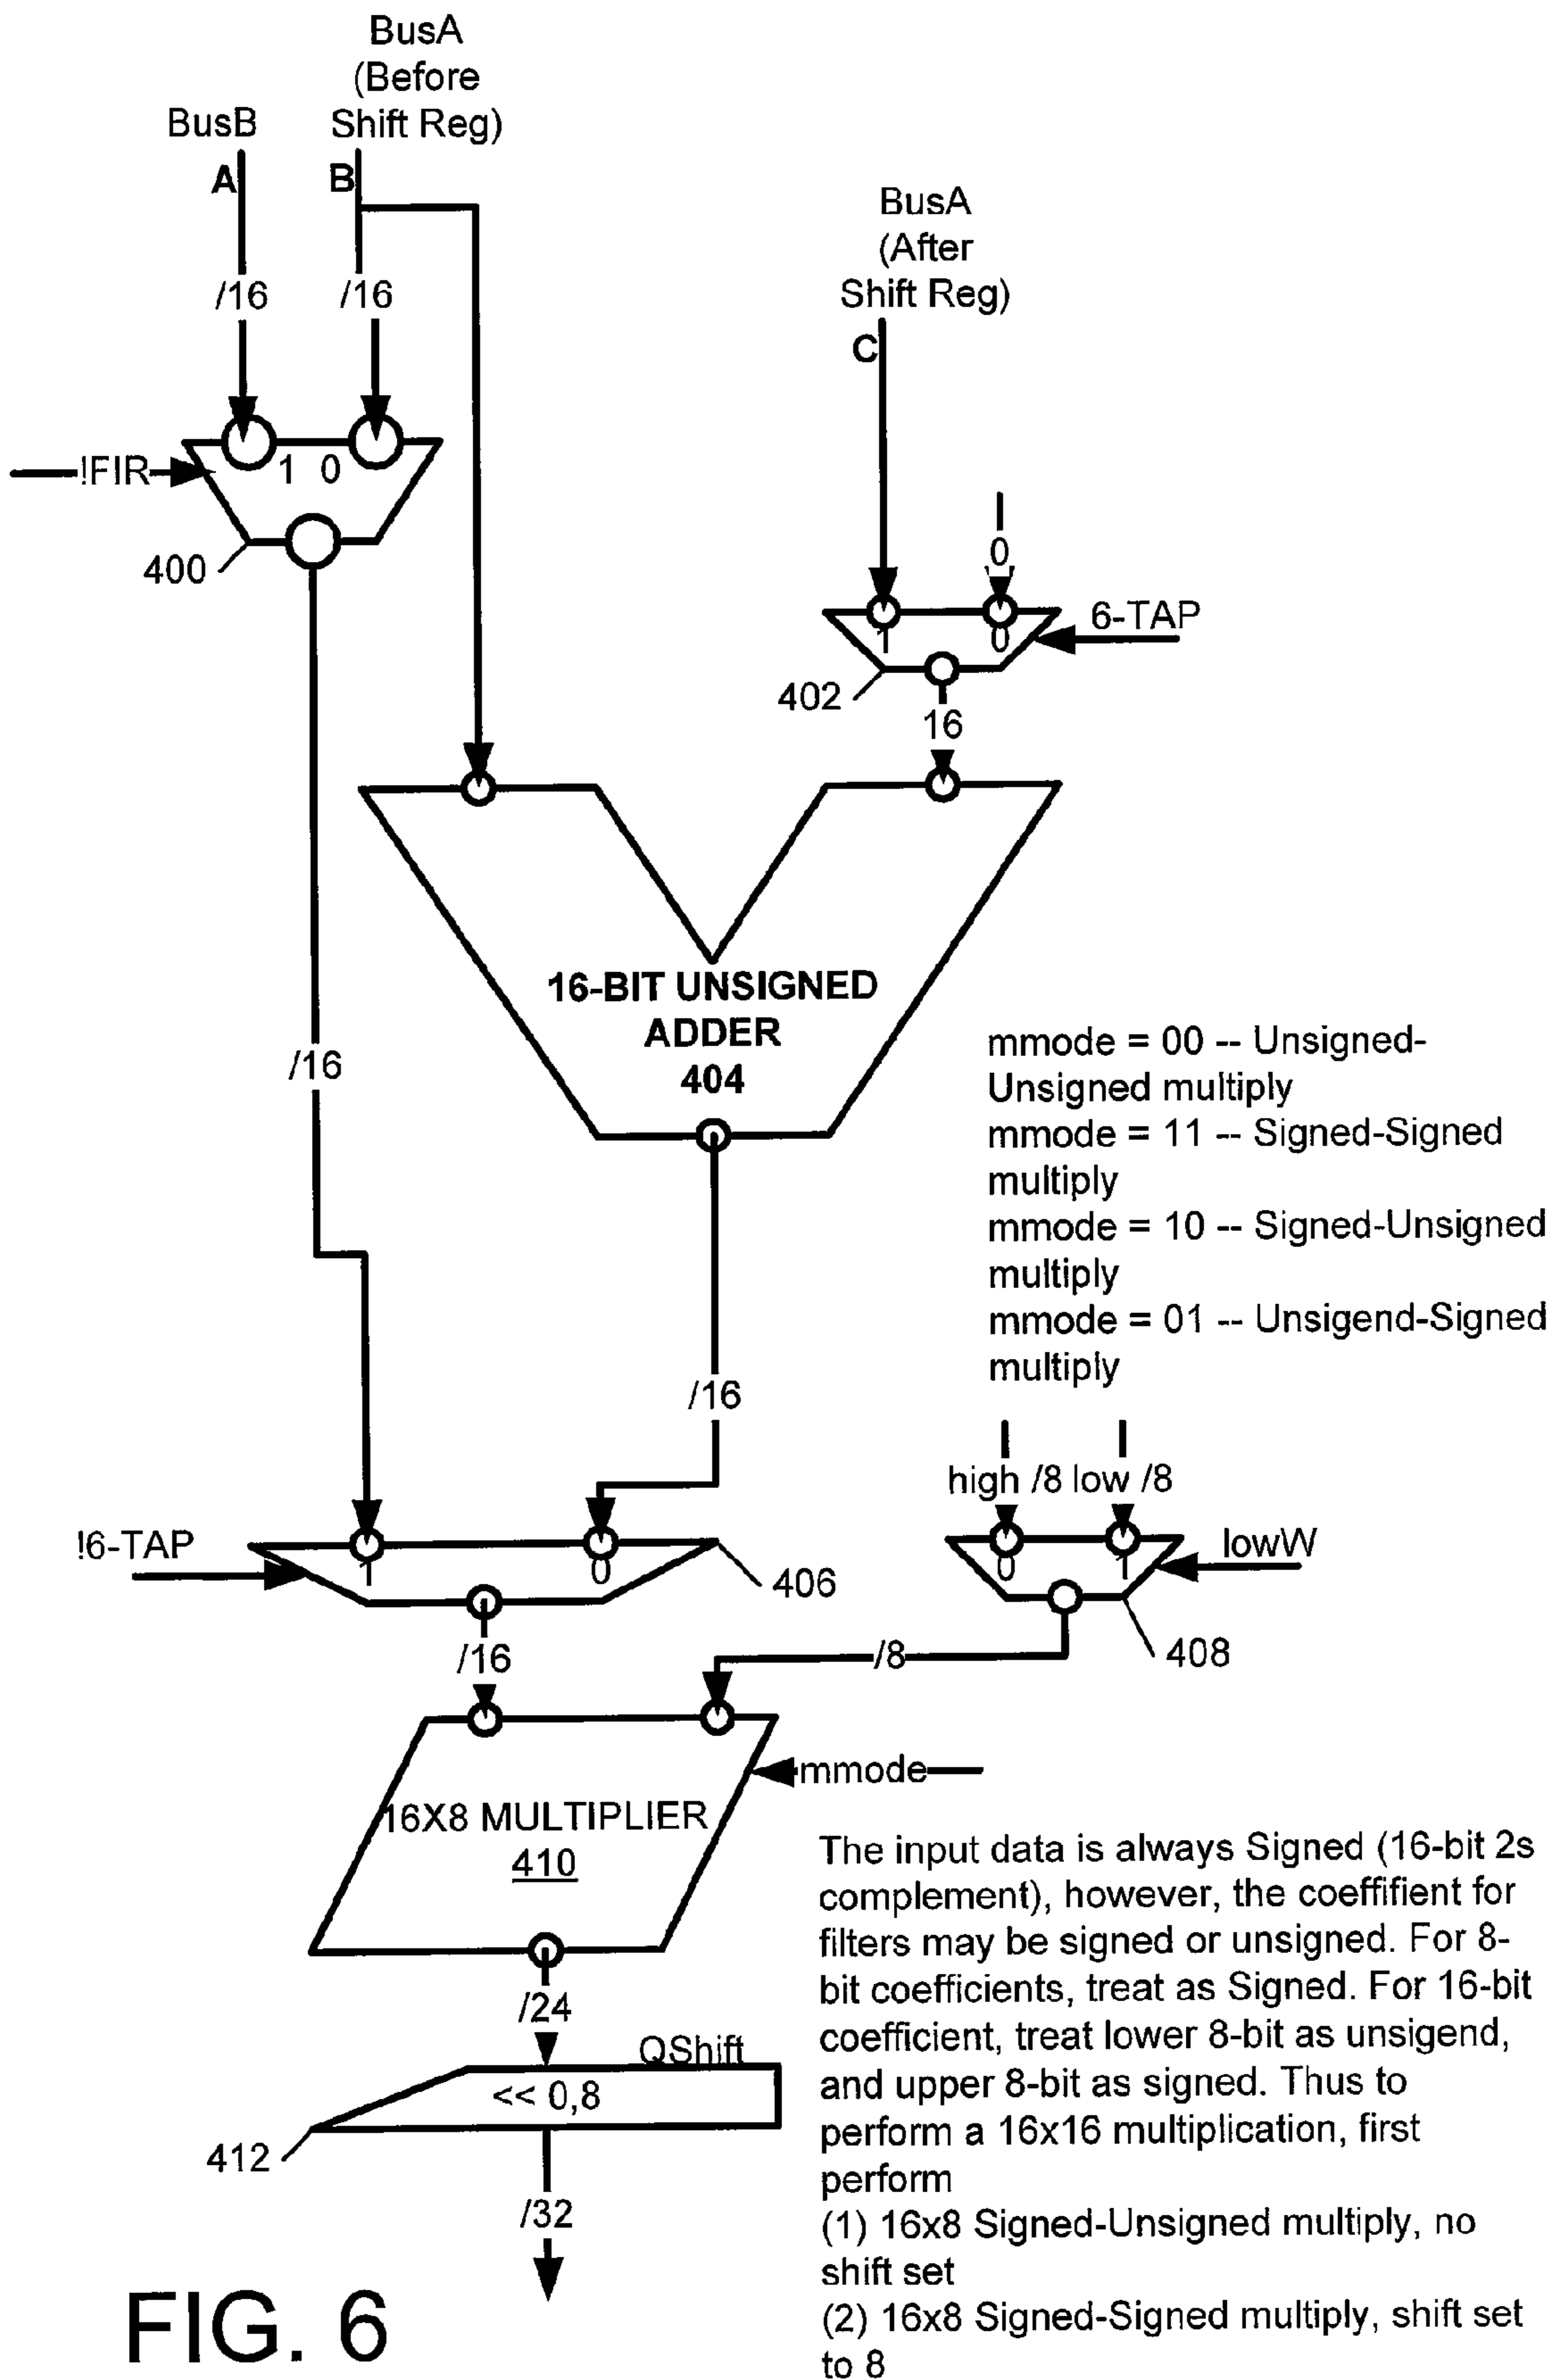 BusA
(Before
Shift Reg)
BusB
A
B
BusA
(After
Shift Reg)
C
/16
/16
!FIR
1 0
400
0
1
0
6-TAP
402
16
16-BIT UNSIGNED
ADDER
404
/16
mmode = 00 -- Unsigned-
Unsigned multiply
mmode = 11 -- Signed-Signed
multiply
mmode = 10 -- Signed-Unsigned
multiply
mmode = 01 -- Unsigend-Signed
multiply
/16
high /8 low /8
!6-TAP
1
0
406
0
1
lowW
408
/16
/8
mmode
16X8 MULTIPLIER
410
/24
QShift
<< 0,8
412
/32
The input data is always Signed (16-bit 2s
complement), however, the coeffifient for
filters may be signed or unsigned. For 8-
bit coefficients, treat as Signed. For 16-bit
coefficient, treat lower 8-bit as unsigend,
and upper 8-bit as signed. Thus to
perform a 16x16 multiplication, first
perform
(1) 16x8 Signed-Unsigned multiply, no
shift set
(2) 16x8 Signed-Signed multiply, shift set
to 8
FIG. 6